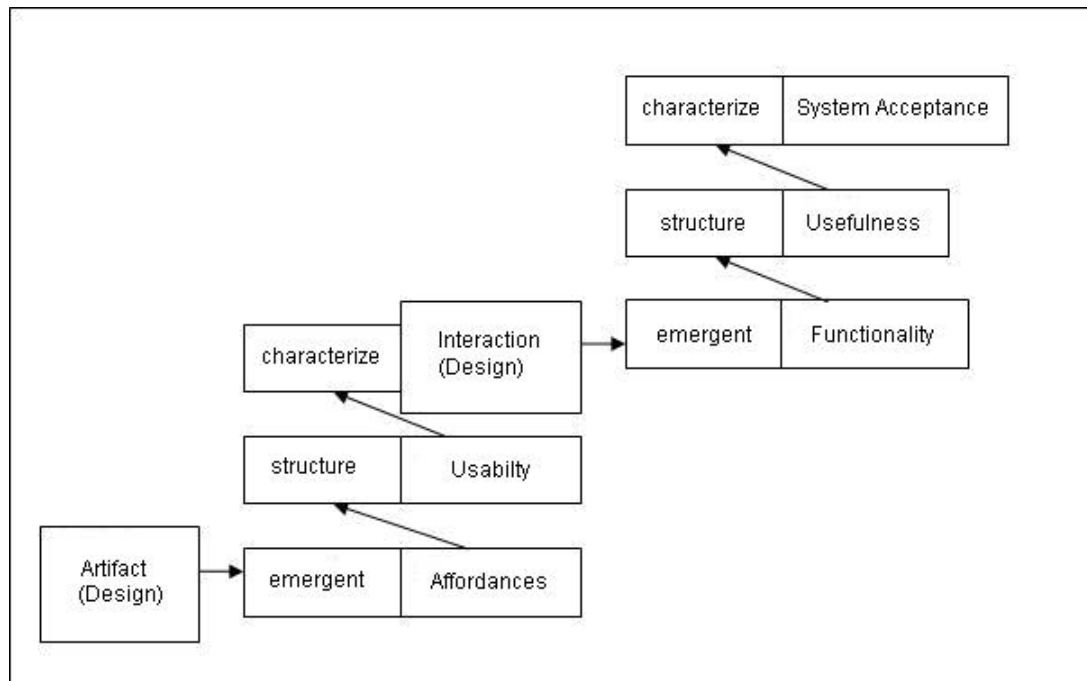 characterize System Acceptance
structure Usefulness
emergent Functionality
characterize Interaction
(Design)
structure Usabilty
Artifact
(Design)
emergent Affordances